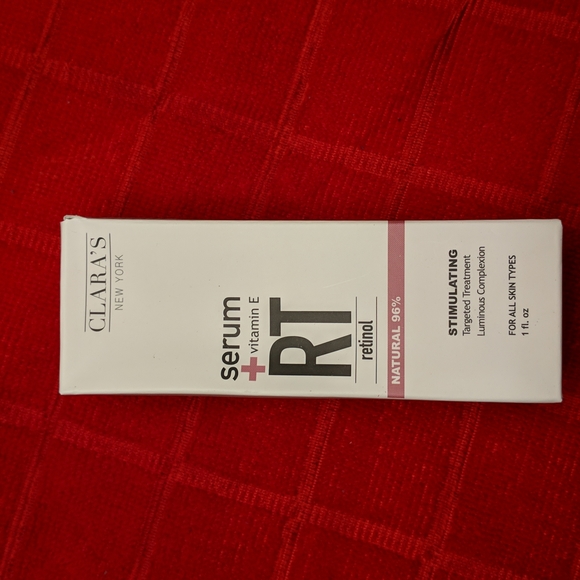 CLARA'S
NEW YORK
serum
+ vitamin E
RT
retinol
NATURAL 96%
STIMULATING
Targeted Treatment
Luminous Complexion
FOR ALL SKIN TYPES
1 fl. oz